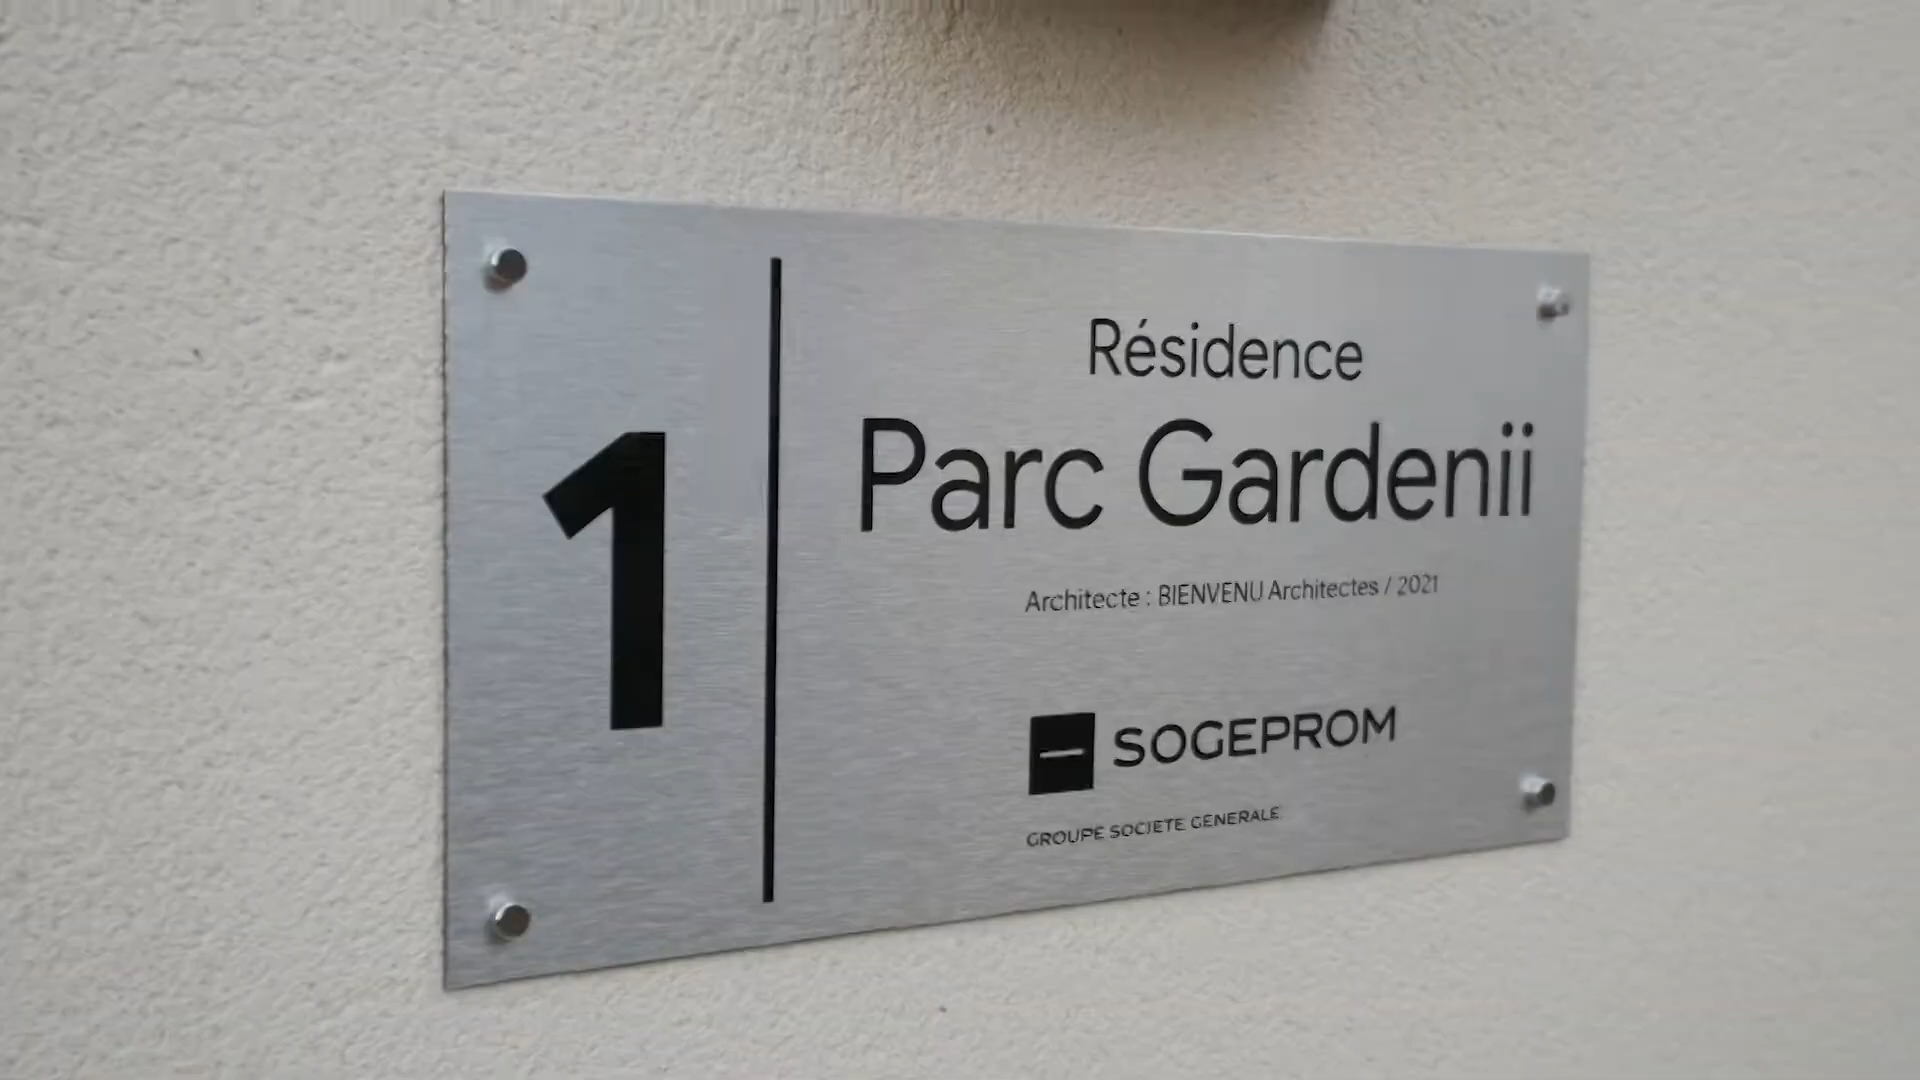 1
Résidence
Parc Gardenii
Architecte : BIENVENU Architectes / 2021
SOGEPROM
GROUPE SOCIETE GENERALE